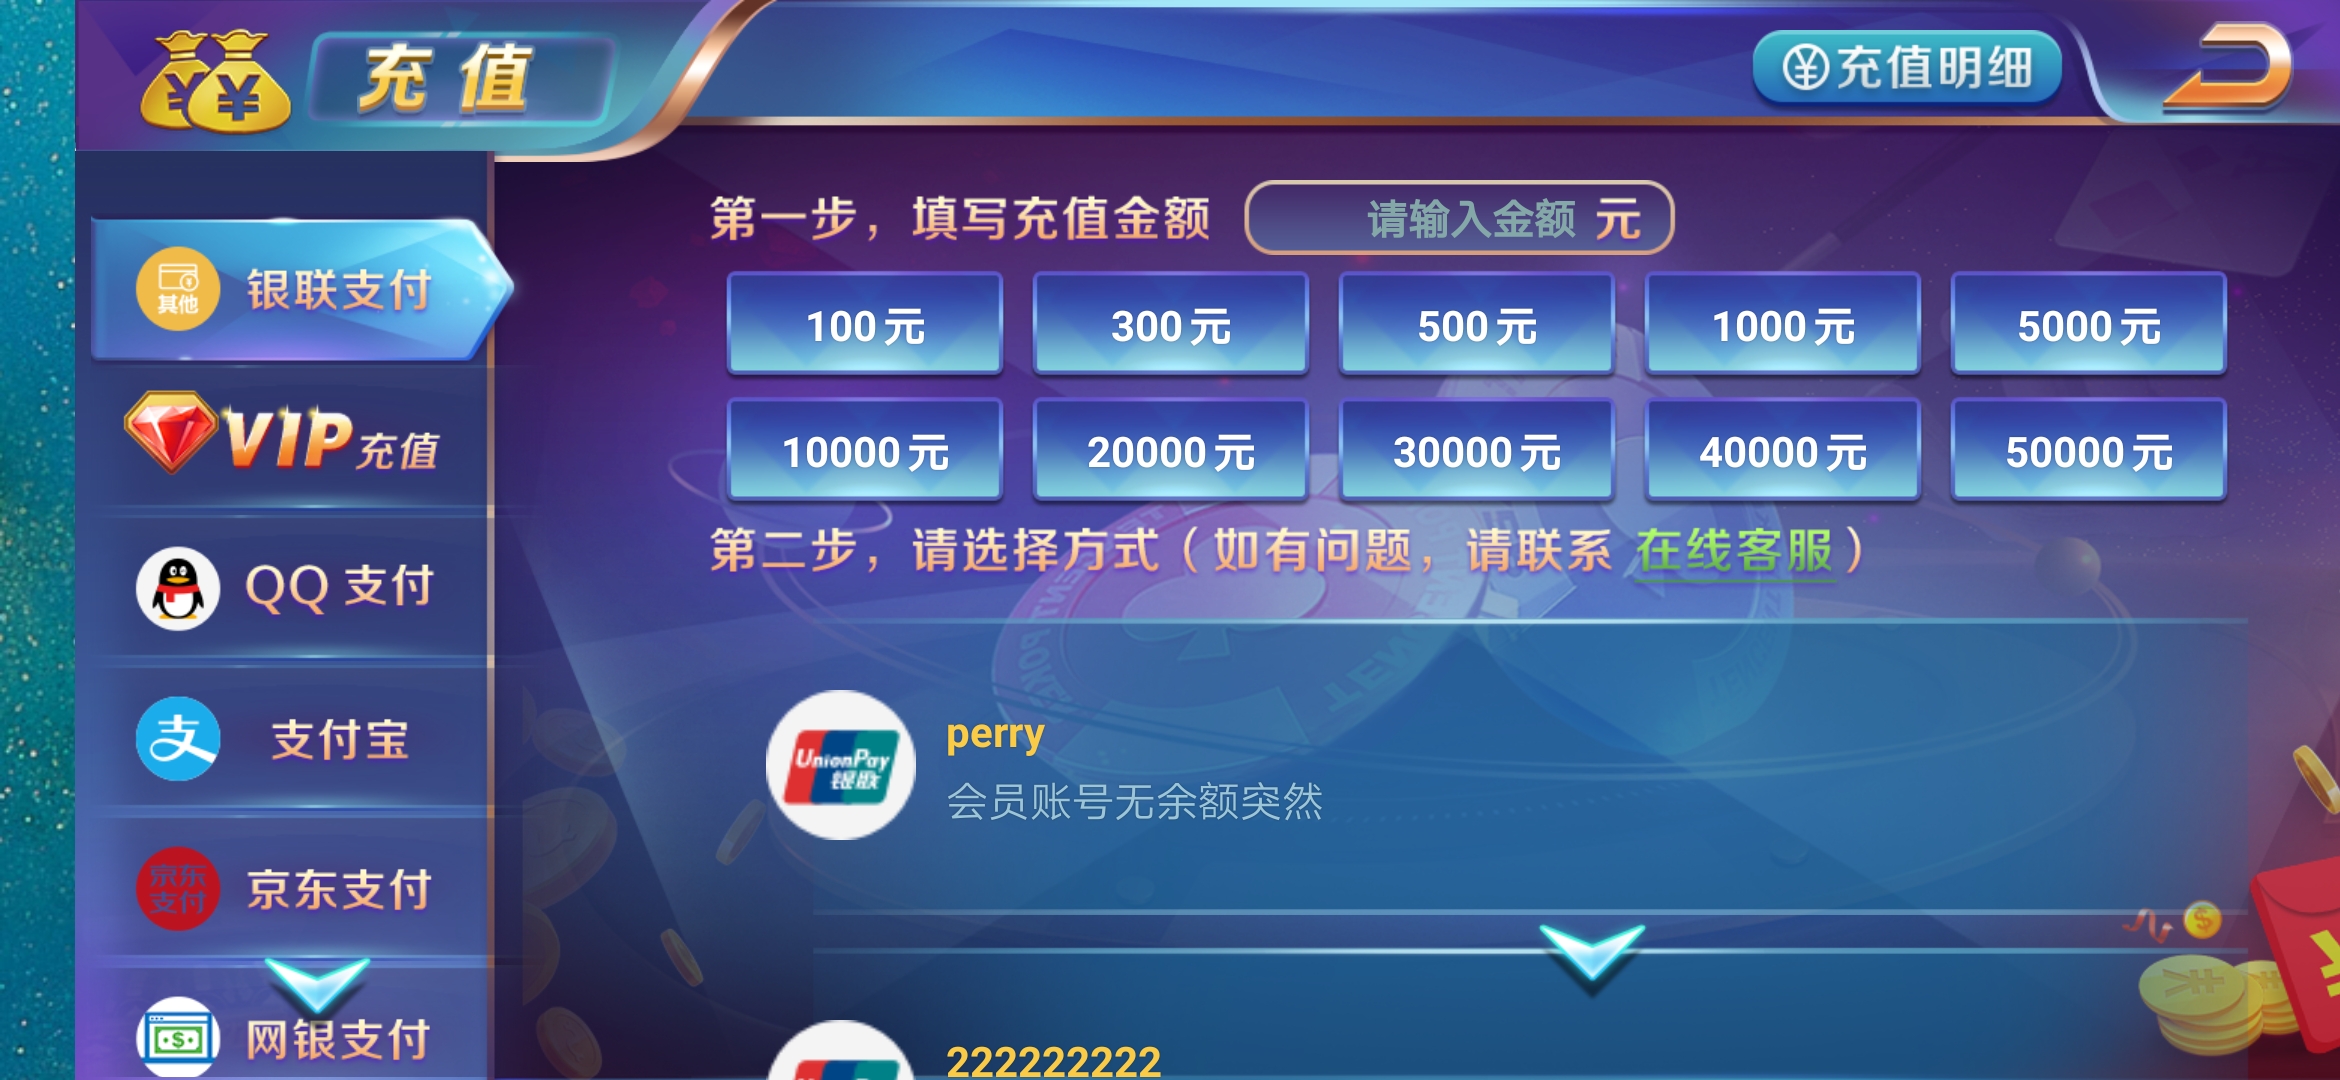 充值
充值明细
第一步，填写充值金额 请输入金额 元
100元 300元 500元 1000元 5000元
10000元 20000元 30000元 40000元 50000元
第二步，请选择方式（如有问题，请联系 在线客服）
其他 银联支付
VIP充值
QQ 支付
支 支付宝
京东支付 京东支付
网银支付
UnionPay 银联
perry
会员账号无余额突然
222222222